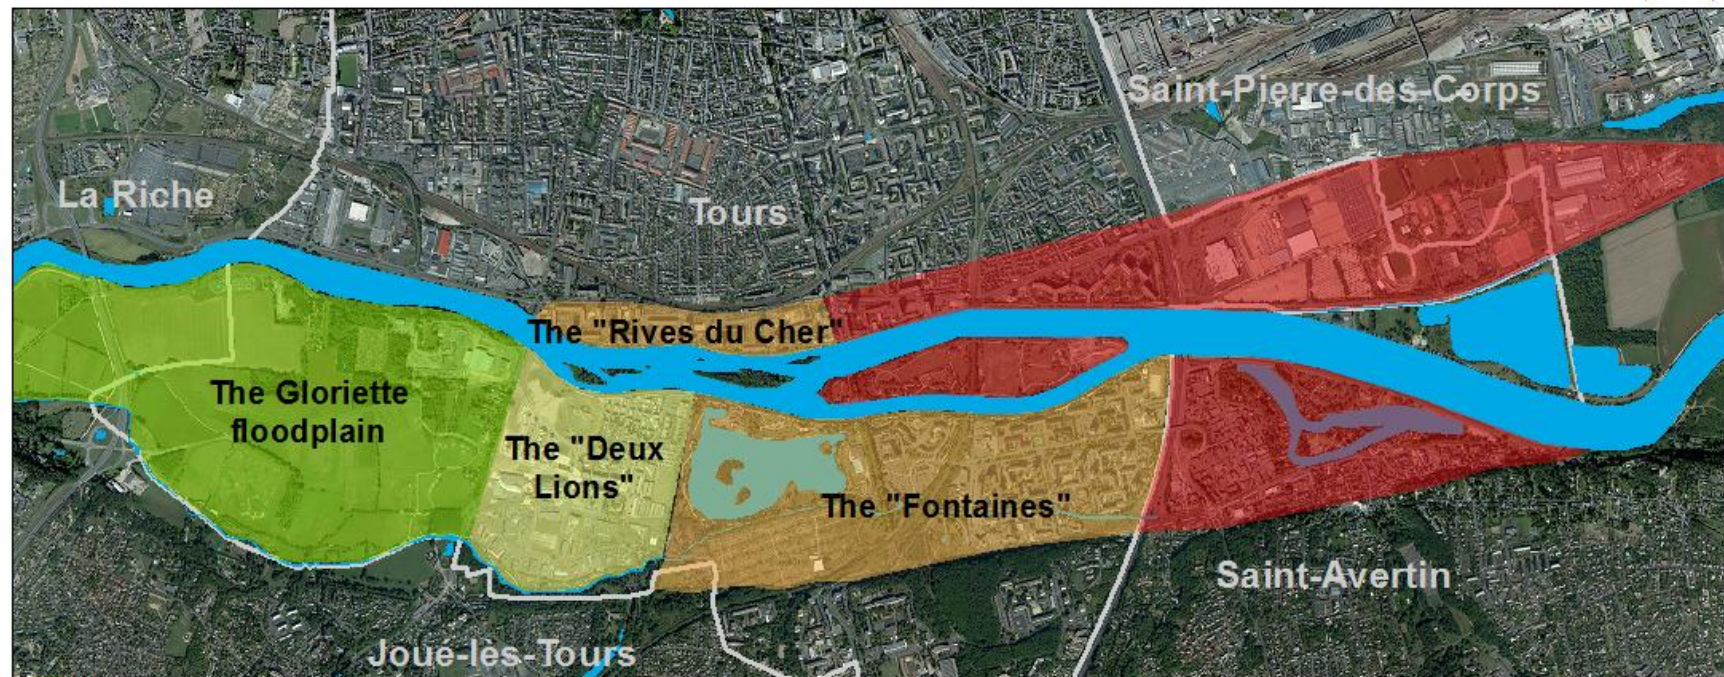 Saint-Pierre-des-Corps
La Riche
Tours
The "Rives du Cher"
The Gloriette
floodplain
The "Deux
Lions"
The "Fontaines"
Saint-Avertin
Joué-lès-Tours